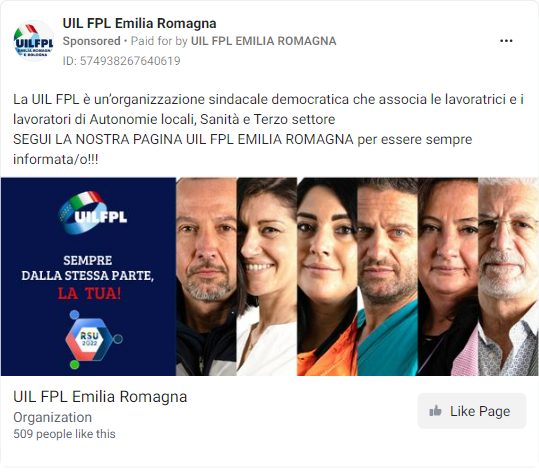 UIL FPL Emilia Romagna
Sponsored • Paid for by UIL FPL EMILIA ROMAGNA
ID: 574938267640619
UILFPL
EMILIA ROMAGNA
E BOLOGNA
La UIL FPL è un'organizzazione sindacale democratica che associa le lavoratrici e i
lavoratori di Autonomie locali, Sanità e Terzo settore
SEGUI LA NOSTRA PAGINA UIL FPL EMILIA ROMAGNA per essere sempre
informata/o!!!
UILFPL
SEMPRE
DALLA STESSA PARTE,
LA TUA!
RSU
2022
UIL FPL Emilia Romagna
Organization
509 people like this
Like Page